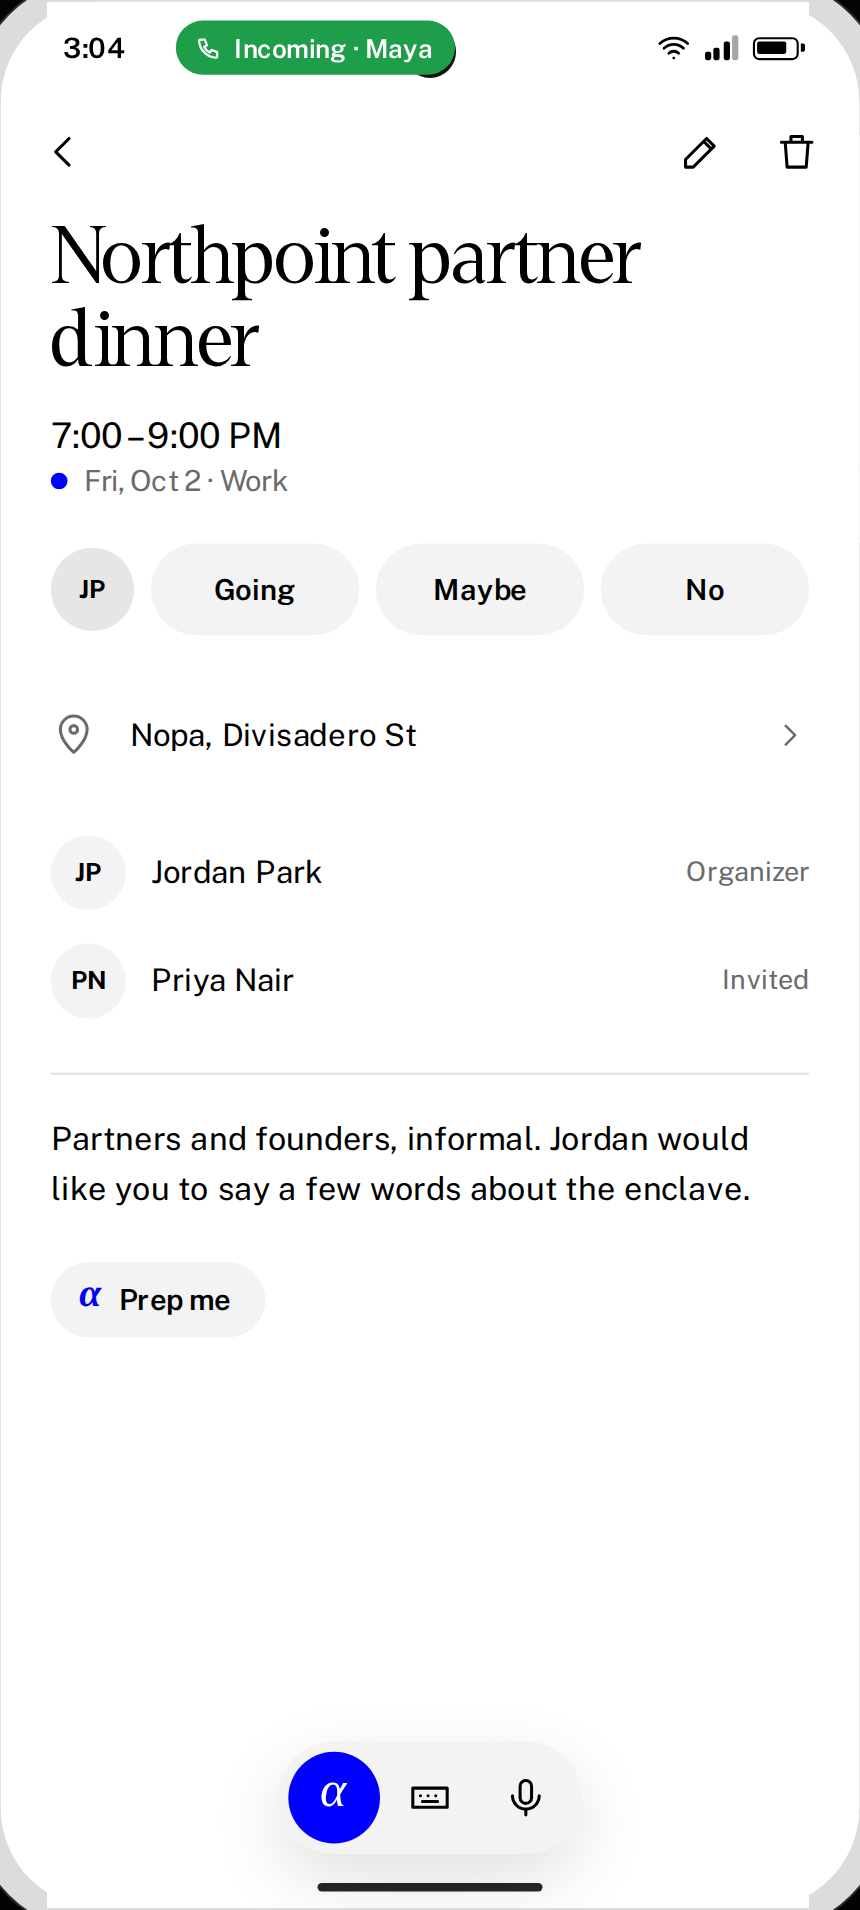 3:04
Incoming · Maya
Northpoint partner
dinner
7:00–9:00 PM
Fri, Oct 2 · Work
JP
Going
Maybe
No
Nopa, Divisadero St
JP
Jordan Park
Organizer
PN
Priya Nair
Invited
Partners and founders, informal. Jordan would
like you to say a few words about the enclave.
α Prep me
α